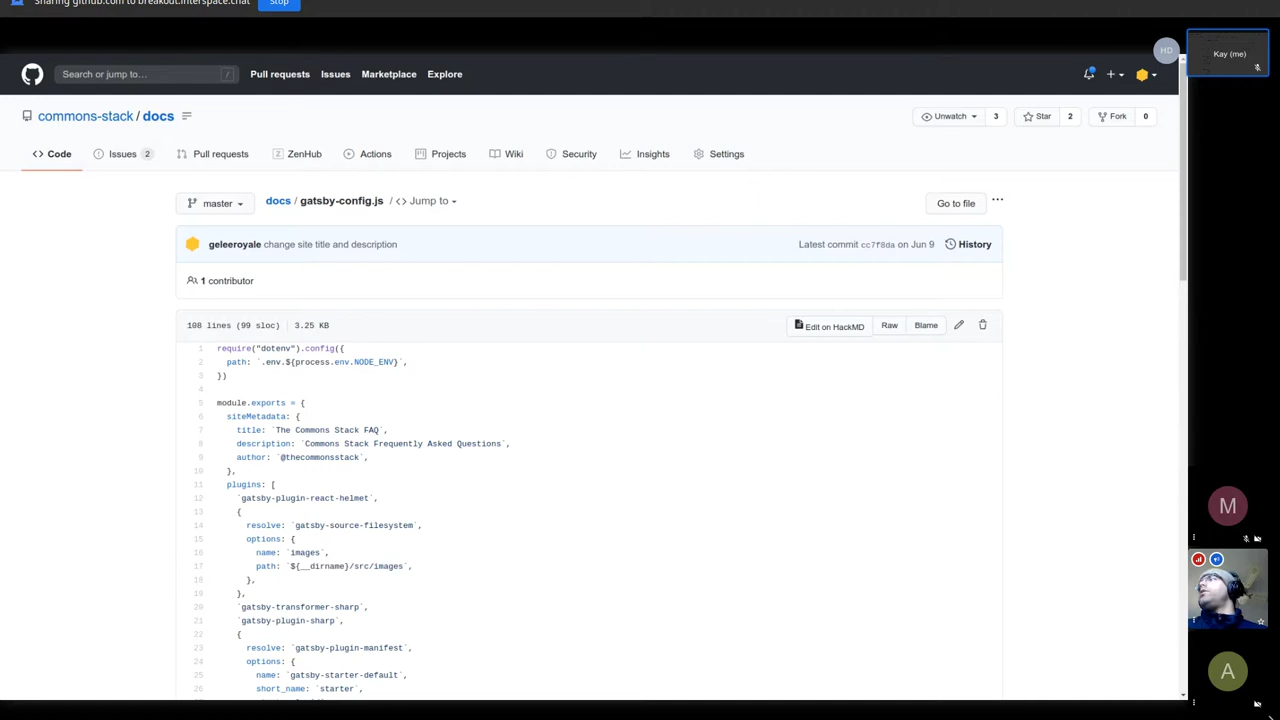 Sharing github.com to breakout.interspace.chat Stop
HD
Kay (me)
Search or jump to... /
Pull requests Issues Marketplace Explore
commons-stack / docs
Unwatch 3 Star 2 Fork 0
Code Issues 2 Pull requests ZenHub Actions Projects Wiki Security Insights Settings
master docs / gatsby-config.js / <> Jump to Go to file ...
geleeroyale change site title and description Latest commit cc7f8da on Jun 9 History
1 contributor
108 lines (99 sloc) 3.25 KB Edit on HackMD Raw Blame
1 require("dotenv").config({
2 path: `.env.${process.env.NODE_ENV}`,
3 })
4
5 module.exports = {
6 siteMetadata: {
7 title: `The Commons Stack FAQ`,
8 description: `Commons Stack Frequently Asked Questions`,
9 author: `@thecommonsstack`,
10 },
11 plugins: [
12 `gatsby-plugin-react-helmet`,
13 {
14 resolve: `gatsby-source-filesystem`,
15 options: {
16 name: `images`,
17 path: `${__dirname}/src/images`,
18 },
19 },
20 `gatsby-transformer-sharp`,
21 `gatsby-plugin-sharp`,
22 {
23 resolve: `gatsby-plugin-manifest`,
24 options: {
25 name: `gatsby-starter-default`,
26 short_name: `starter`,
M
A